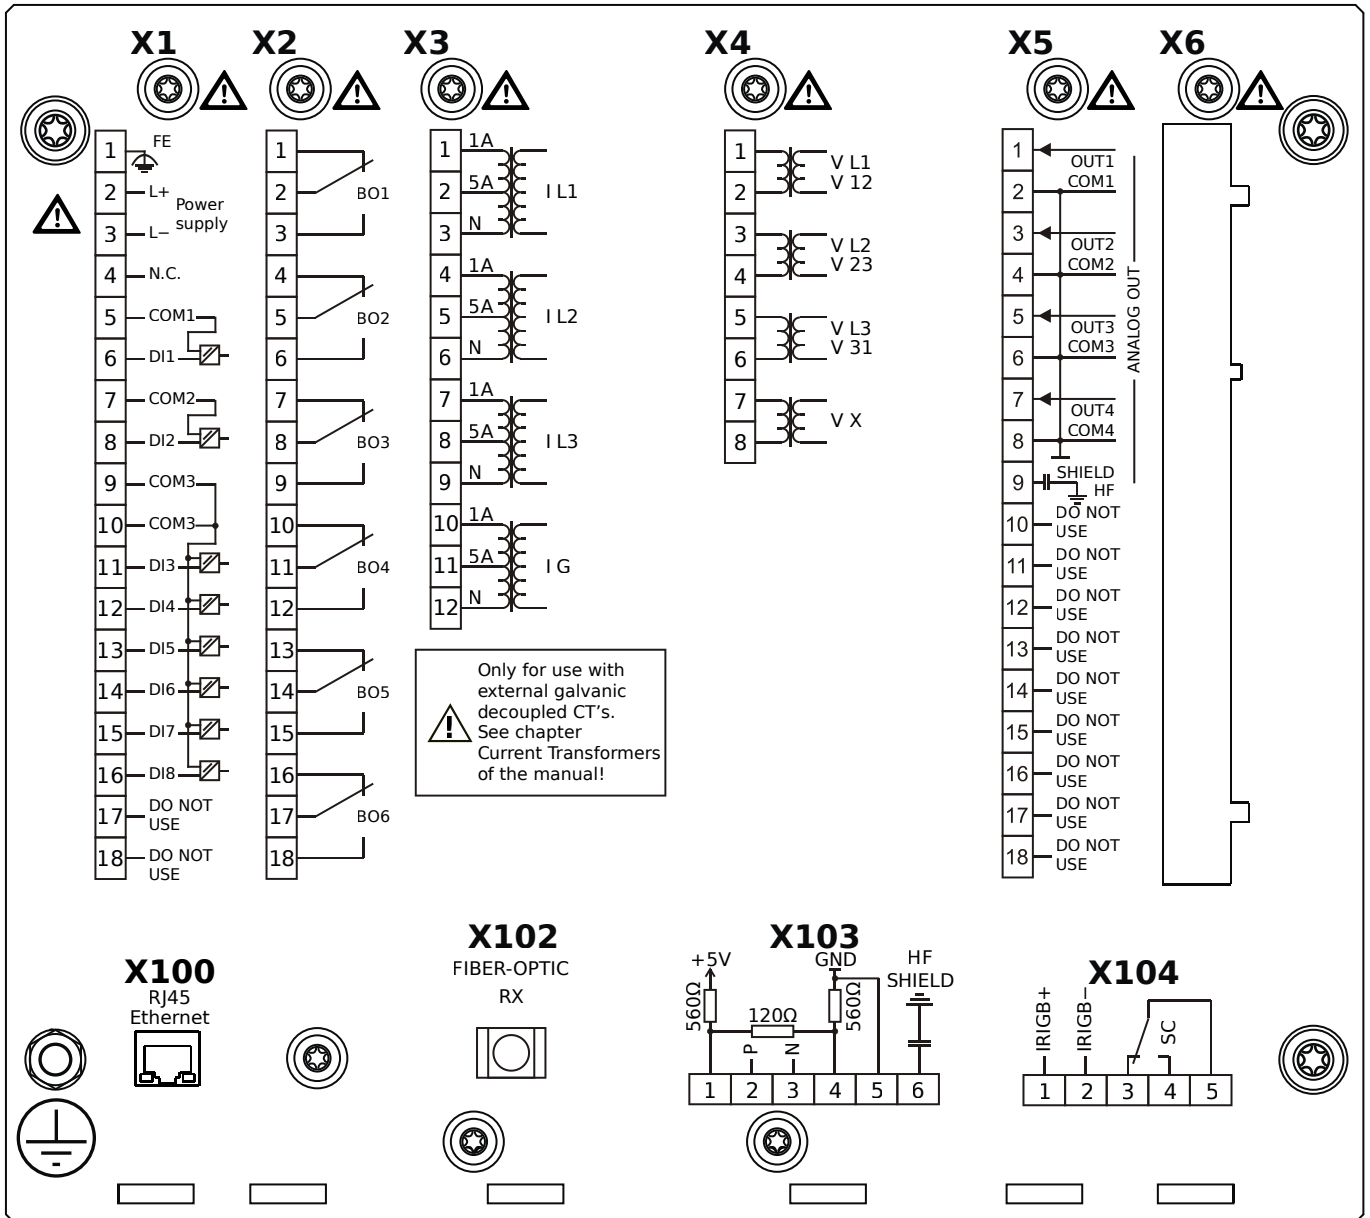 X1
X2
X3
X4
X5
X6
1
FE
2
L+
Power
supply
3
L−
4
N.C.
5
COM1
6
DI1
7
COM2
8
DI2
9
COM3
10
COM3
11
DI3
12
DI4
13
DI5
14
DI6
15
DI7
16
DI8
17
DO NOT
USE
18
DO NOT
USE
1
2
BO1
3
4
5
BO2
6
7
8
BO3
9
10
11
BO4
12
13
14
BO5
15
16
17
BO6
18
1
1A
2
5A
I L1
3
N
4
1A
5
5A
I L2
6
N
7
1A
8
5A
I L3
9
N
10
1A
11
5A
I G
12
N
Only for use with
external galvanic
decoupled CT's.
See chapter
Current Transformers
of the manual!
1
V L1
2
V 12
3
V L2
4
V 23
5
V L3
6
V 31
7
V X
8
1
OUT1
2
COM1
3
OUT2
4
COM2
5
OUT3
6
COM3
7
OUT4
8
COM4
ANALOG OUT
9
SHIELD
HF
10
DO NOT
USE
11
DO NOT
USE
12
DO NOT
USE
13
DO NOT
USE
14
DO NOT
USE
15
DO NOT
USE
16
DO NOT
USE
17
DO NOT
USE
18
DO NOT
USE
X100
RJ45
Ethernet
X102
FIBER-OPTIC
RX
X103
+5V
GND
HF
SHIELD
560Ω
120Ω
560Ω
P
N
1
2
3
4
5
6
X104
IRIGB+
IRIGB−
SC
1
2
3
4
5